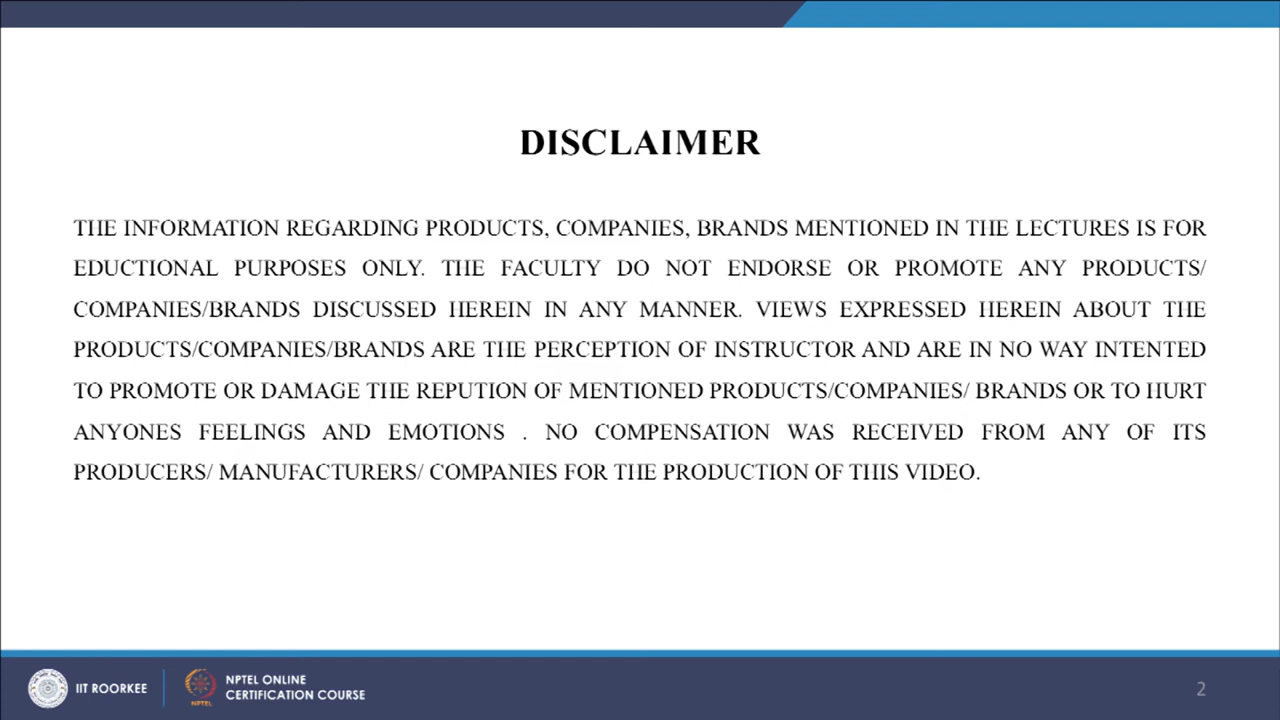 DISCLAIMER
THE INFORMATION REGARDING PRODUCTS, COMPANIES, BRANDS MENTIONED IN THE LECTURES IS FOR
EDUCTIONAL PURPOSES ONLY. THE FACULTY DO NOT ENDORSE OR PROMOTE ANY PRODUCTS/
COMPANIES/BRANDS DISCUSSED HEREIN IN ANY MANNER. VIEWS EXPRESSED HEREIN ABOUT THE
PRODUCTS/COMPANIES/BRANDS ARE THE PERCEPTION OF INSTRUCTOR AND ARE IN NO WAY INTENTED
TO PROMOTE OR DAMAGE THE REPUTION OF MENTIONED PRODUCTS/COMPANIES/ BRANDS OR TO HURT
ANYONES FEELINGS AND EMOTIONS . NO COMPENSATION WAS RECEIVED FROM ANY OF ITS
PRODUCERS/ MANUFACTURERS/ COMPANIES FOR THE PRODUCTION OF THIS VIDEO.
IIT ROORKEE
NPTEL
NPTEL ONLINE
CERTIFICATION COURSE
2